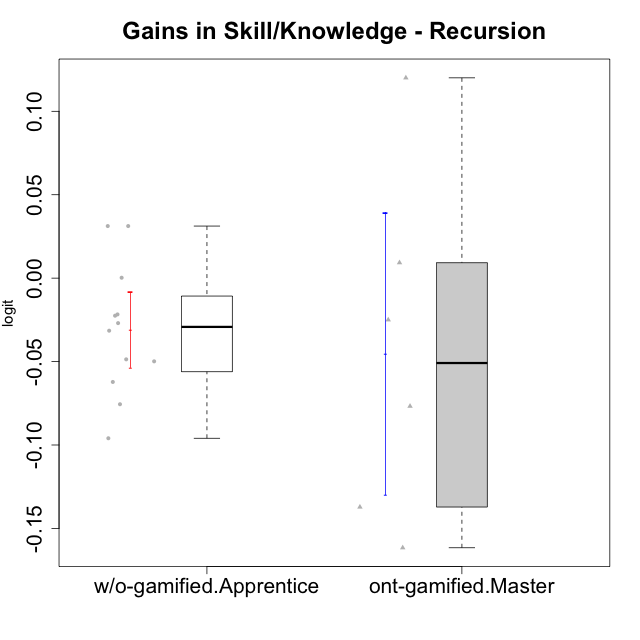 Gains in Skill/Knowledge - Recursion
0.10
0.05
0.00
-0.05
-0.10
-0.15
logit
w/o-gamified.Apprentice
ont-gamified.Master